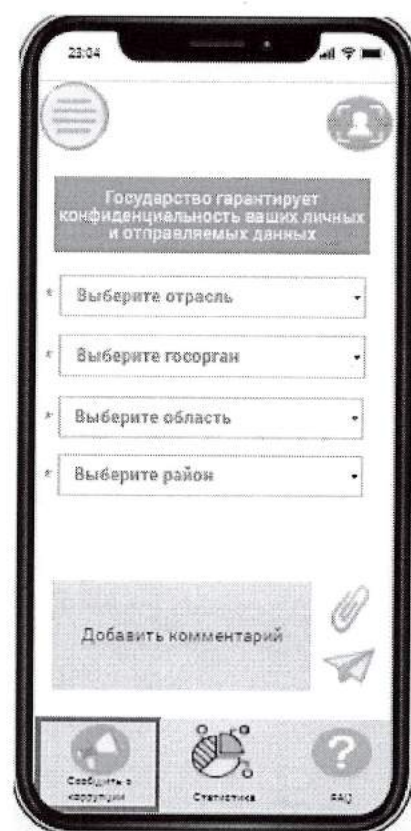 23:04
Государство гарантирует
конфиденциальность ваших личных
и отправляемых данных
* Выберите отрасль
* Выберите госорган
* Выберите область
* Выберите район
Добавить комментарий
Сообщить о
коррупции
Статистика
FAQ